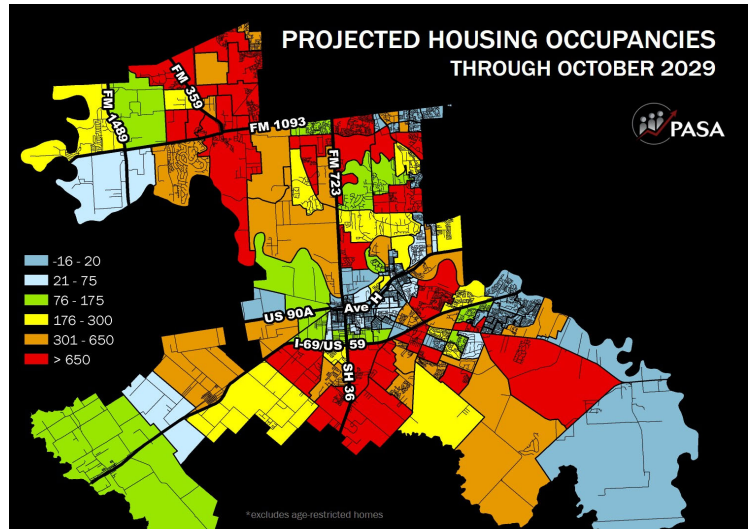 PROJECTED HOUSING OCCUPANCIES
THROUGH OCTOBER 2029
PASA
FM 359
FM 1489
FM 1093
FM 723
-16 - 20
21 - 75
76 - 175
176 - 300
301 - 650
> 650
US 90A
Ave H
I-69/US 59
SH 36
*excludes age-restricted homes